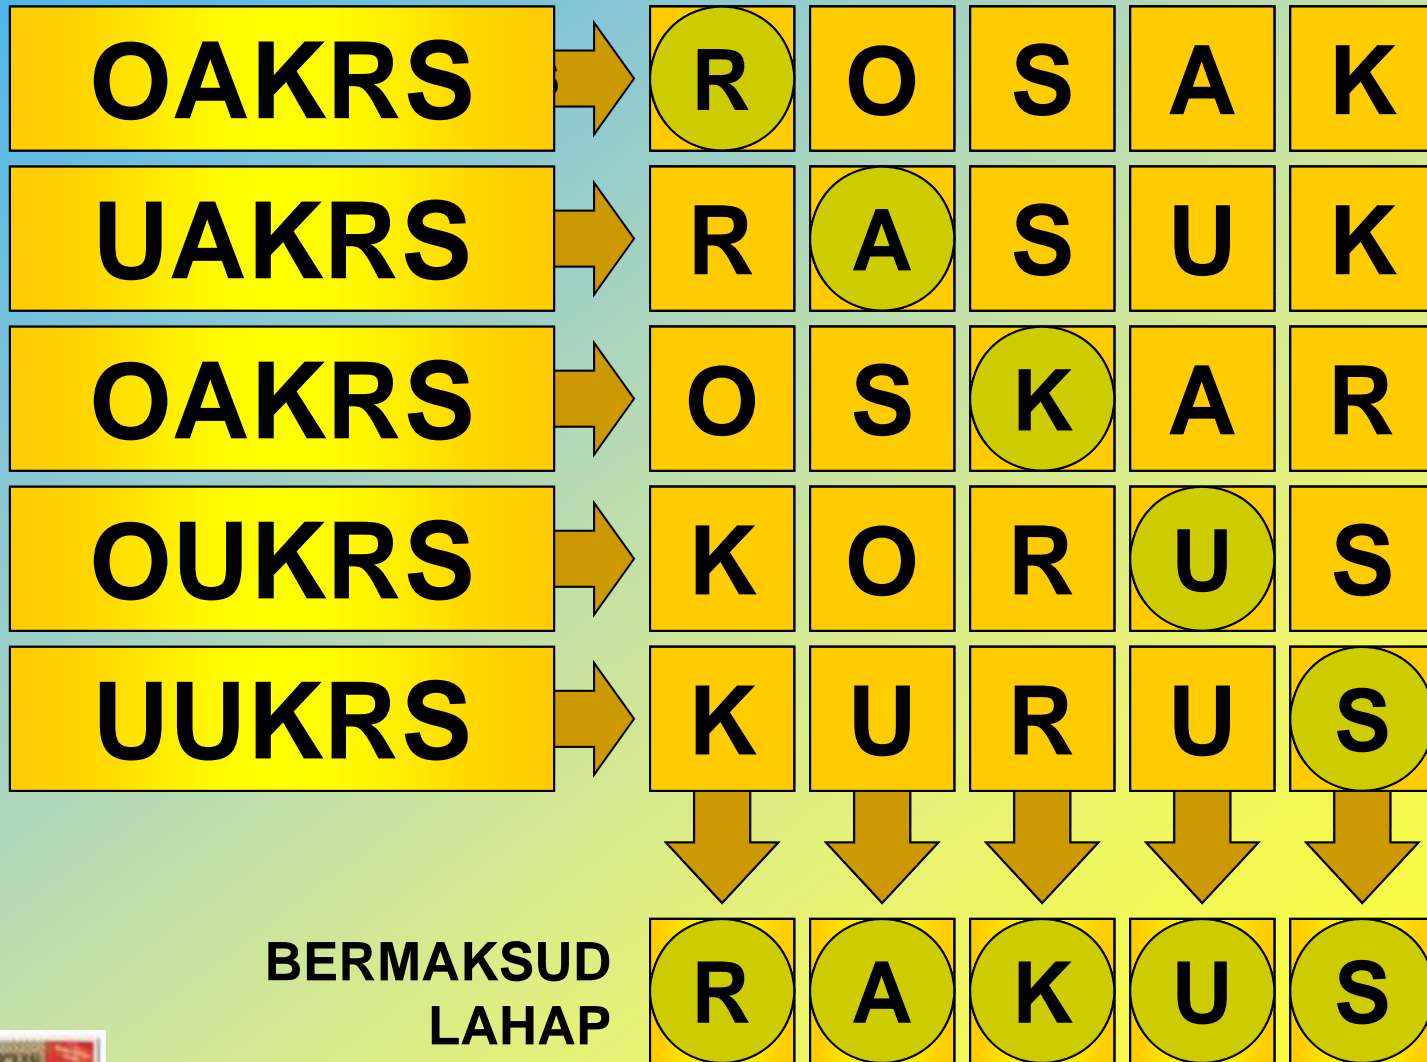 OAKRS R O S A K
UAKRS R A S U K
OAKRS O S K A R
OUKRS K O R U S
UUKRS K U R U S
BERMAKSUD
LAHAP
R A K U S